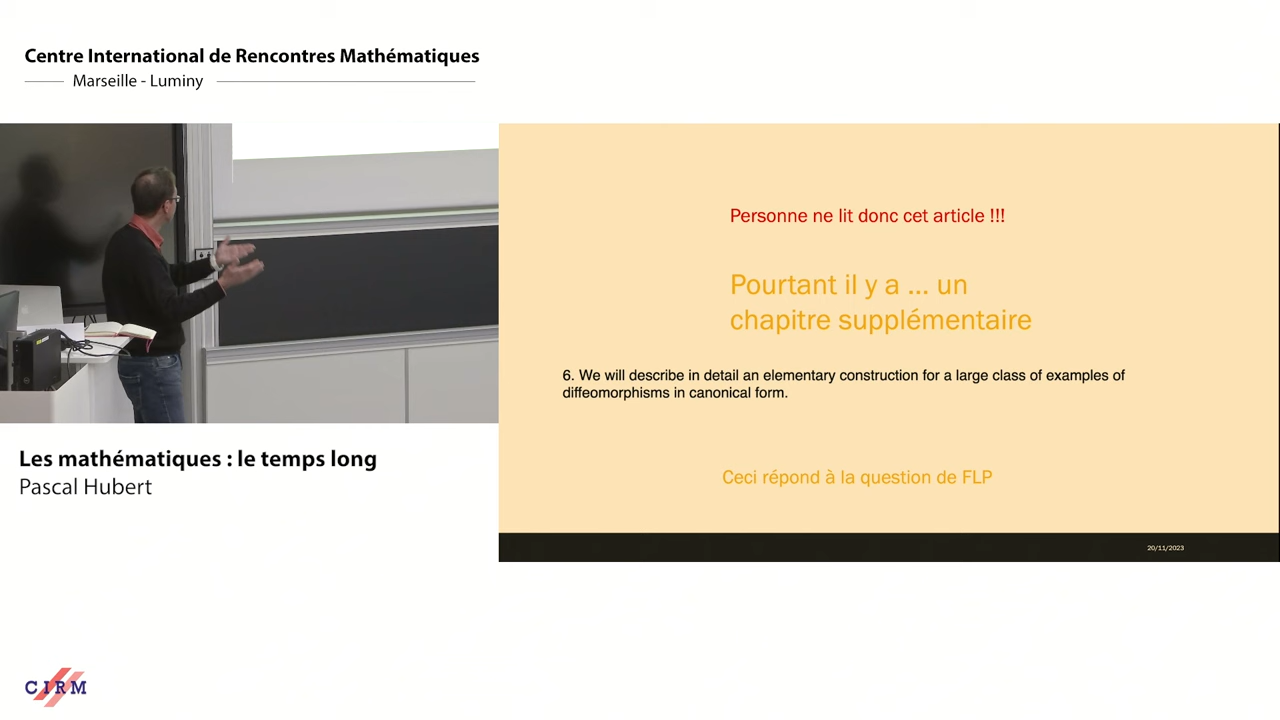 Centre International de Rencontres Mathématiques
Marseille - Luminy
Personne ne lit donc cet article !!!
Pourtant il y a ... un
chapitre supplémentaire
6. We will describe in detail an elementary construction for a large class of examples of
diffeomorphisms in canonical form.
Ceci répond à la question de FLP
20/11/2023
Les mathématiques : le temps long
Pascal Hubert
CIRM